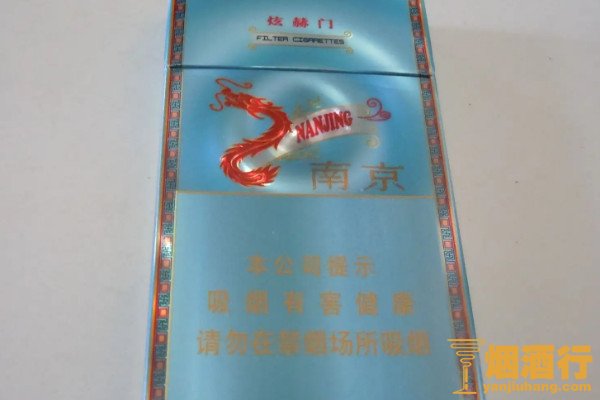 炫赫门
FILTER CIGARETTES
NANJING
南京
本公司提示
吸烟有害健康
请勿在禁烟场所吸烟
烟酒行
yanjiuhang.com